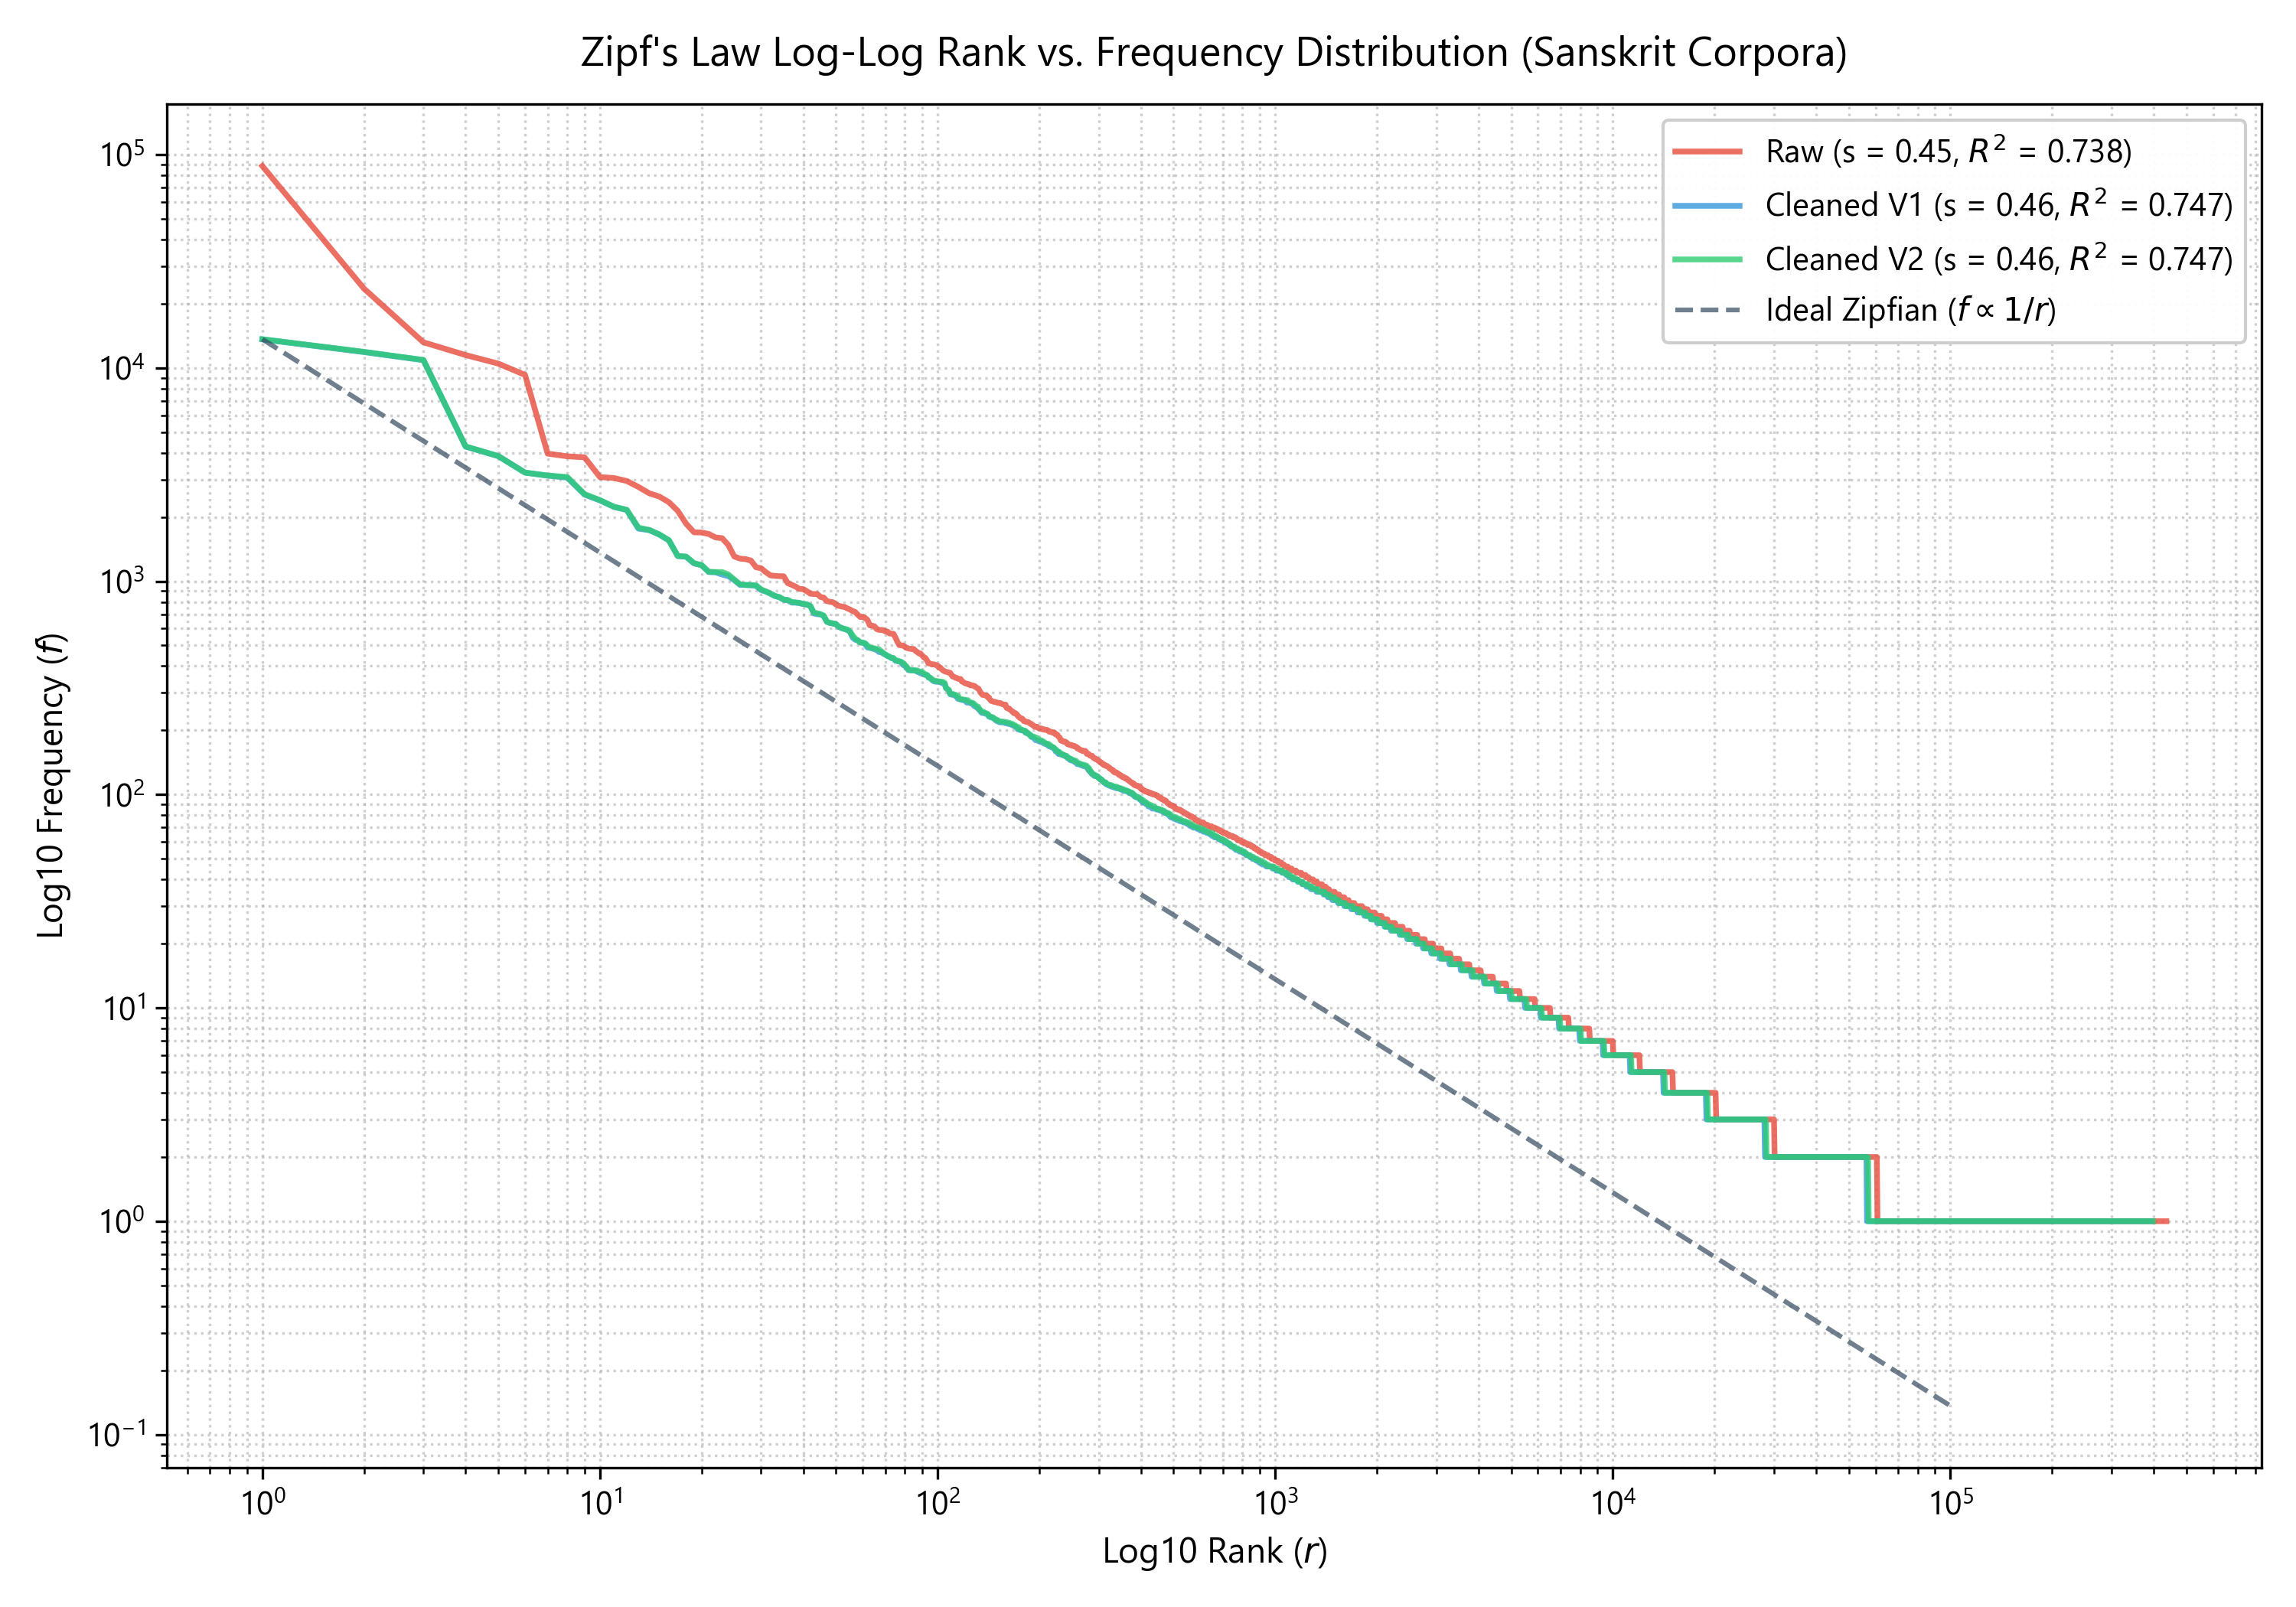 Zipf's Law Log-Log Rank vs. Frequency Distribution (Sanskrit Corpora)
Raw (s = 0.45, R² = 0.738)
Cleaned V1 (s = 0.46, R² = 0.747)
Cleaned V2 (s = 0.46, R² = 0.747)
Ideal Zipfian (f ∝ 1/r)
Log10 Frequency (f)
10⁵
10⁴
10³
10²
10¹
10⁰
10⁻¹
10⁰ 10¹ 10² 10³ 10⁴ 10⁵
Log10 Rank (r)